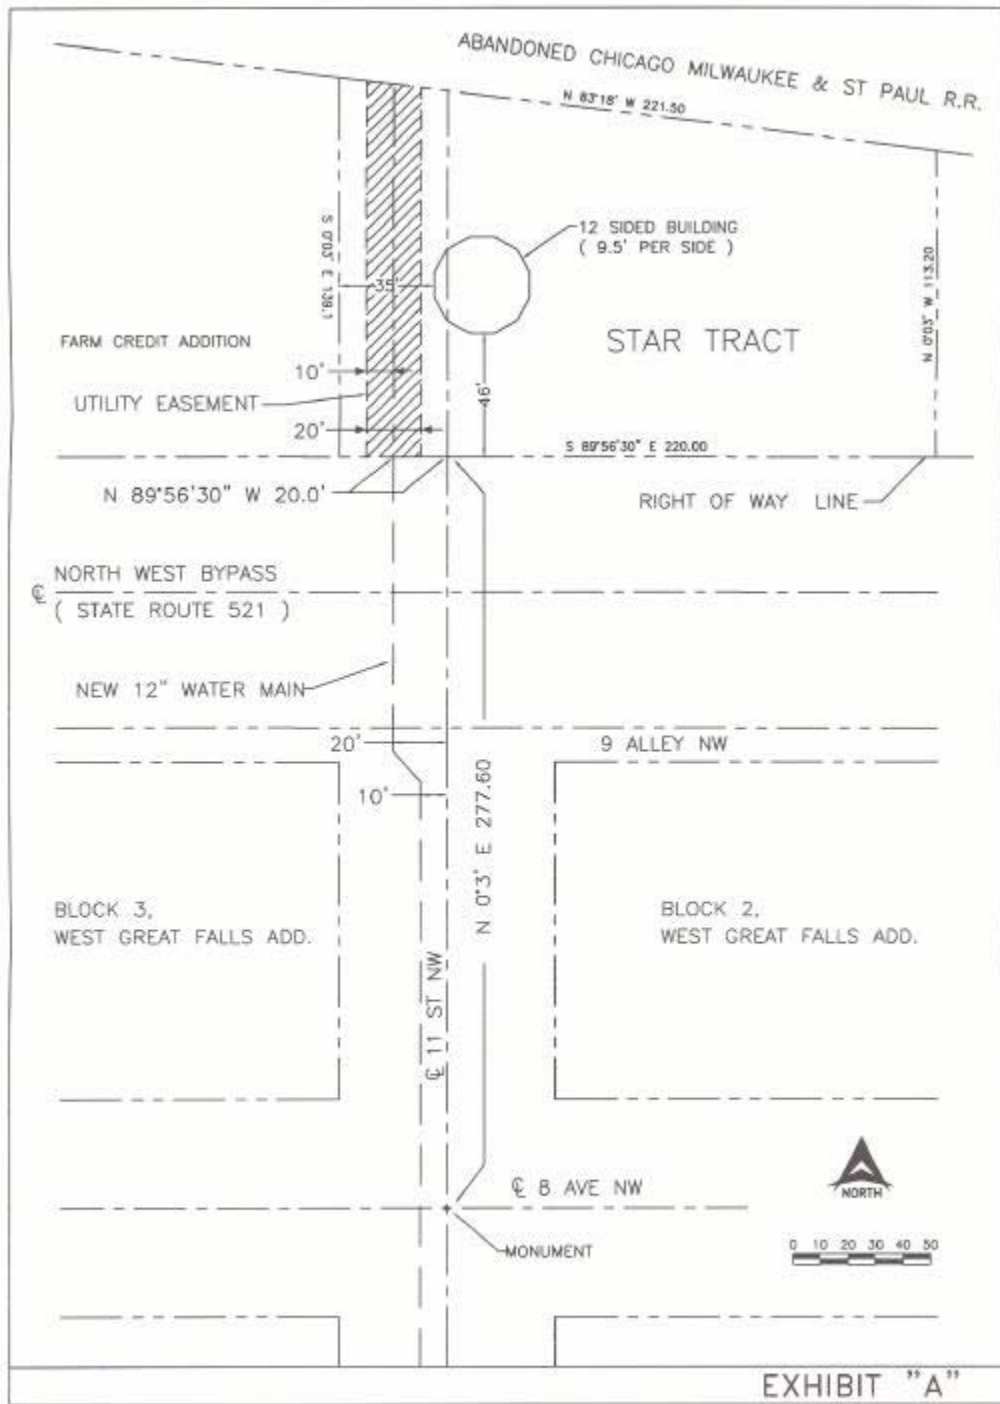 ABANDONED CHICAGO MILWAUKEE & ST PAUL R.R.
N 83°18' W 221.50
12 SIDED BUILDING
( 9.5' PER SIDE )
S 0°03' E 139.1
35'
N 0°03' W 113.20
STAR TRACT
FARM CREDIT ADDITION
10'
UTILITY EASEMENT
46'
20'
S 89°56'30" E 220.00
N 89°56'30" W 20.0'
RIGHT OF WAY LINE
NORTH WEST BYPASS
℄
( STATE ROUTE 521 )
NEW 12" WATER MAIN
20'
9 ALLEY NW
10'
N 0°3' E 277.60
BLOCK 3,
WEST GREAT FALLS ADD.
BLOCK 2,
WEST GREAT FALLS ADD.
℄ 11 ST NW
℄ 8 AVE NW
NORTH
MONUMENT
0 10 20 30 40 50
EXHIBIT "A"